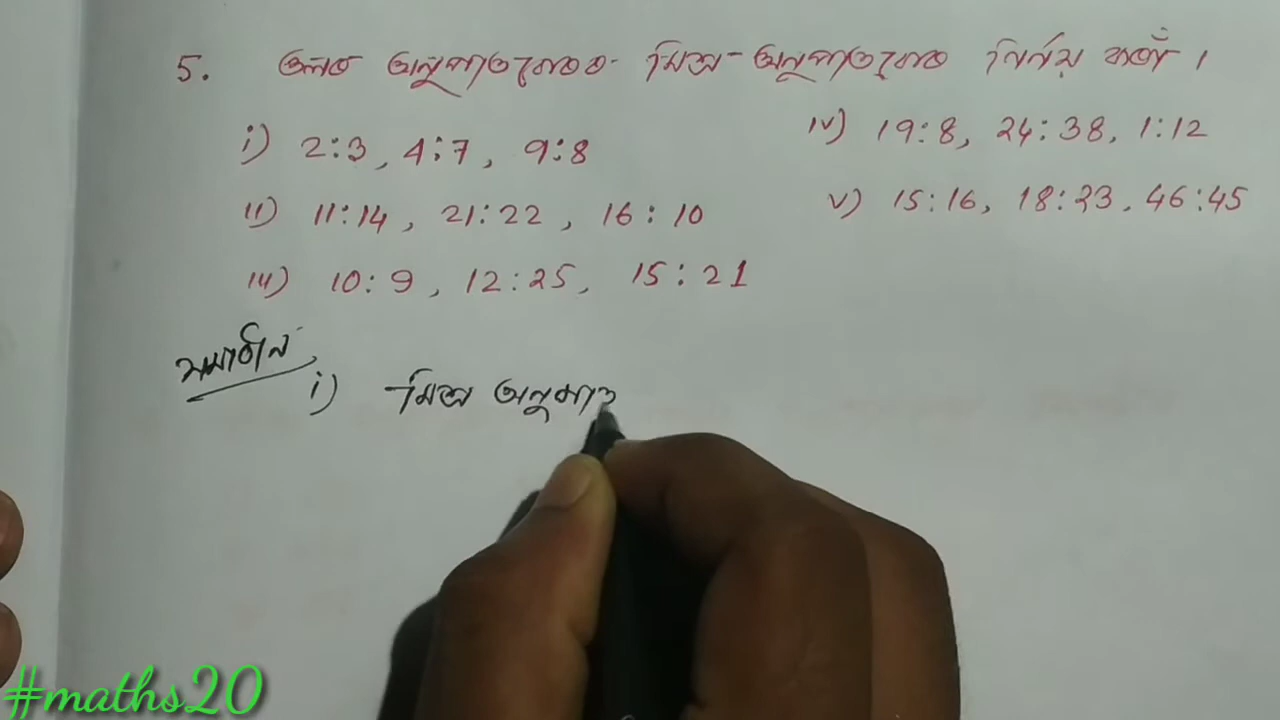 5. তলত অনুপাতবোৰৰ মিশ্ৰ-অনুপাতবোৰ নিৰ্ণয় কৰা ।
i) 2:3, 4:7, 9:8
ii) 11:14, 21:22, 16:10
iii) 10:9, 12:25, 15:21
iv) 19:8, 24:38, 1:12
v) 15:16, 18:23, 46:45
সমাধান,
i) মিশ্ৰ অনুপাত
#maths20